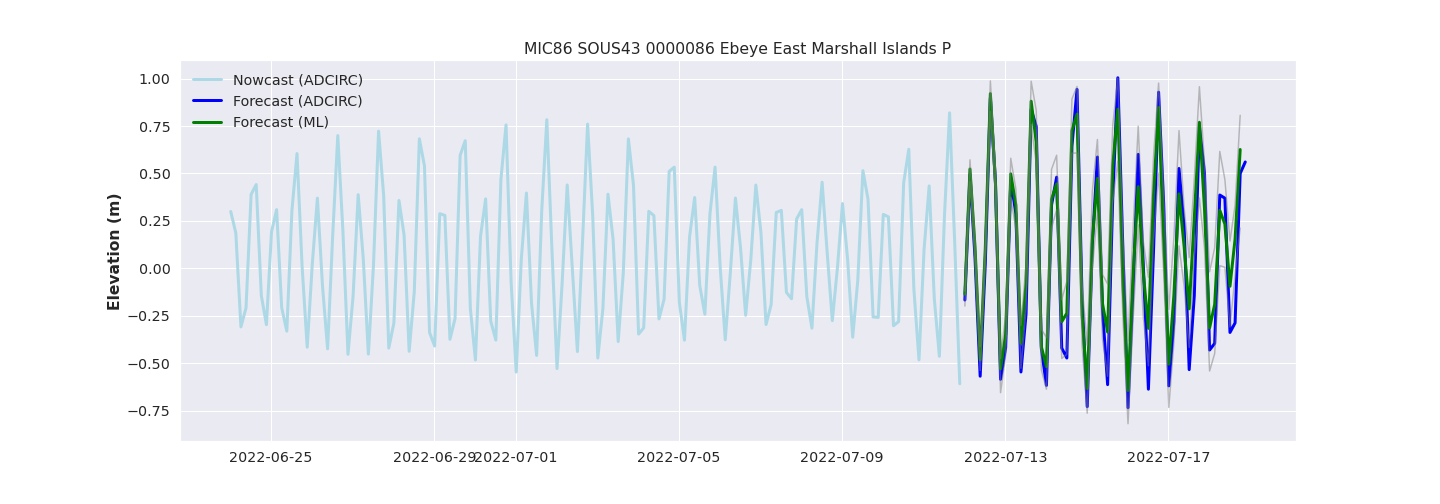 MIC86 SOUS43 0000086 Ebeye East Marshall Islands P
Nowcast (ADCIRC)
Forecast (ADCIRC)
Forecast (ML)
Elevation (m)
1.00
0.75
0.50
0.25
0.00
−0.25
−0.50
−0.75
2022-06-25 2022-06-29 2022-07-01 2022-07-05 2022-07-09 2022-07-13 2022-07-17